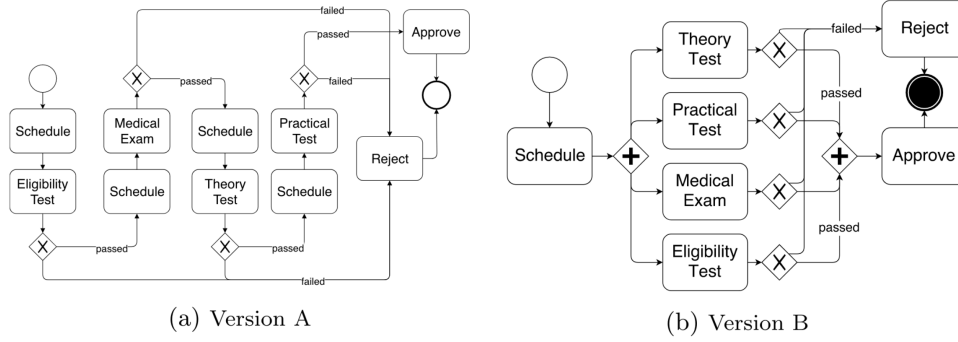 failed
passed
Approve
passed
failed
Schedule
Medical
Exam
Schedule
Practical
Test
Reject
Eligibility
Test
Schedule
Theory
Test
Schedule
passed
passed
failed
(a) Version A
Theory
Test
failed
Reject
passed
Practical
Test
Schedule
Approve
Medical
Exam
passed
Eligibility
Test
(b) Version B